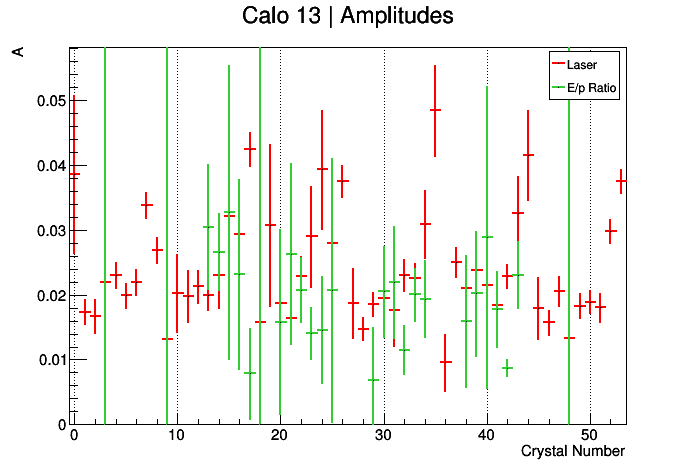 Calo 13 | Amplitudes
A
Laser
E/p Ratio
0.05
0.04
0.03
0.02
0.01
0
0 10 20 30 40 50
Crystal Number